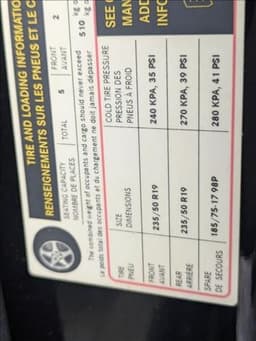 TIRE AND LOADING INFORMATIO
RENSEIGNEMENTS SUR LES PNEUS ET LE C
SEATING CAPACITY
NOMBRE DE PLACES
TOTAL 5
FRONT
AVANT
2
The combined weight of occupants and cargo should never exceed 510 kg o
Le poids total des occupants et du chargement ne doit jamais dépasser kg o
TIRE
PNEU
SIZE
DIMENSIONS
COLD TIRE PRESSURE
PRESSION DES
PNEUS À FROID
FRONT
AVANT
235/50 R19
240 KPA, 35 PSI
REAR
ARRIÈRE
235/50 R19
270 KPA, 39 PSI
SPARE
DE SECOURS
185/75-17 98P
280 KPA, 41 PSI
SEE
MAN
ADD
INFO